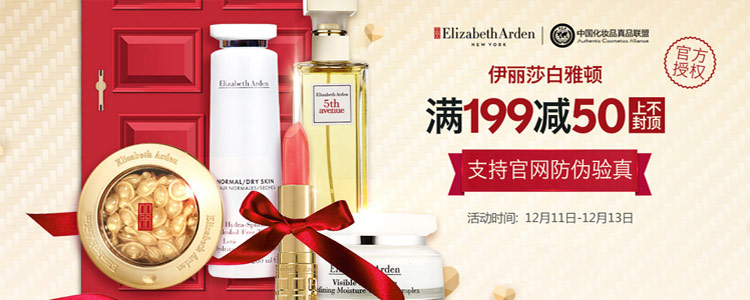 Elizabeth Arden
NEW YORK
中国化妆品真品联盟
Authentic Cosmetics Alliance
官方
授权
伊丽莎白雅顿
满199减50
上不
封顶
支持官网防伪验真
活动时间: 12月11日-12月13日
Elizabeth Arden
NORMAL/DRY SKIN
Elizabeth Arden
5th
avenue
Elizabeth Arden
Elizabeth Arden
Elizabeth Arden
Visible